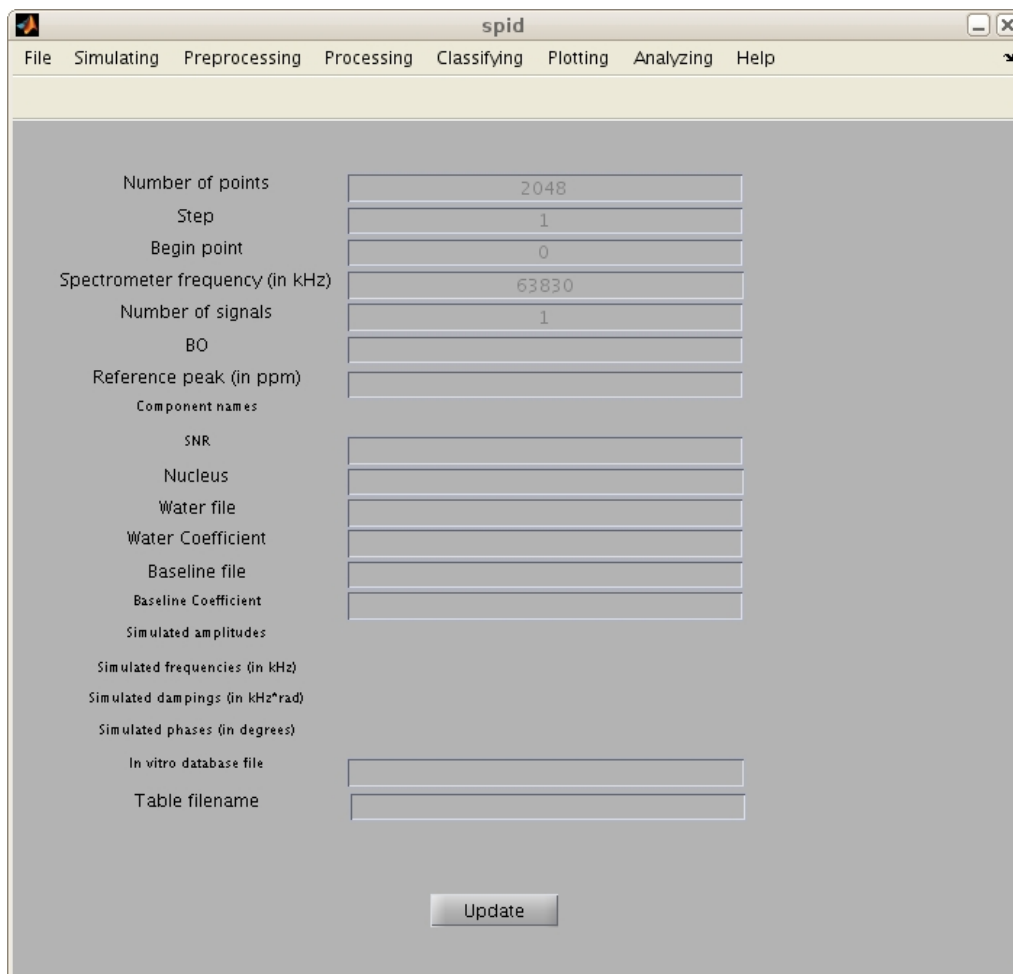 spid
File Simulating Preprocessing Processing Classifying Plotting Analyzing Help
Number of points 2048
Step 1
Begin point 0
Spectrometer frequency (in kHz) 63830
Number of signals 1
BO
Reference peak (in ppm)
Component names
SNR
Nucleus
Water file
Water Coefficient
Baseline file
Baseline Coefficient
Simulated amplitudes
Simulated frequencies (in kHz)
Simulated dampings (in kHz*rad)
Simulated phases (in degrees)
In vitro database file
Table filename
Update